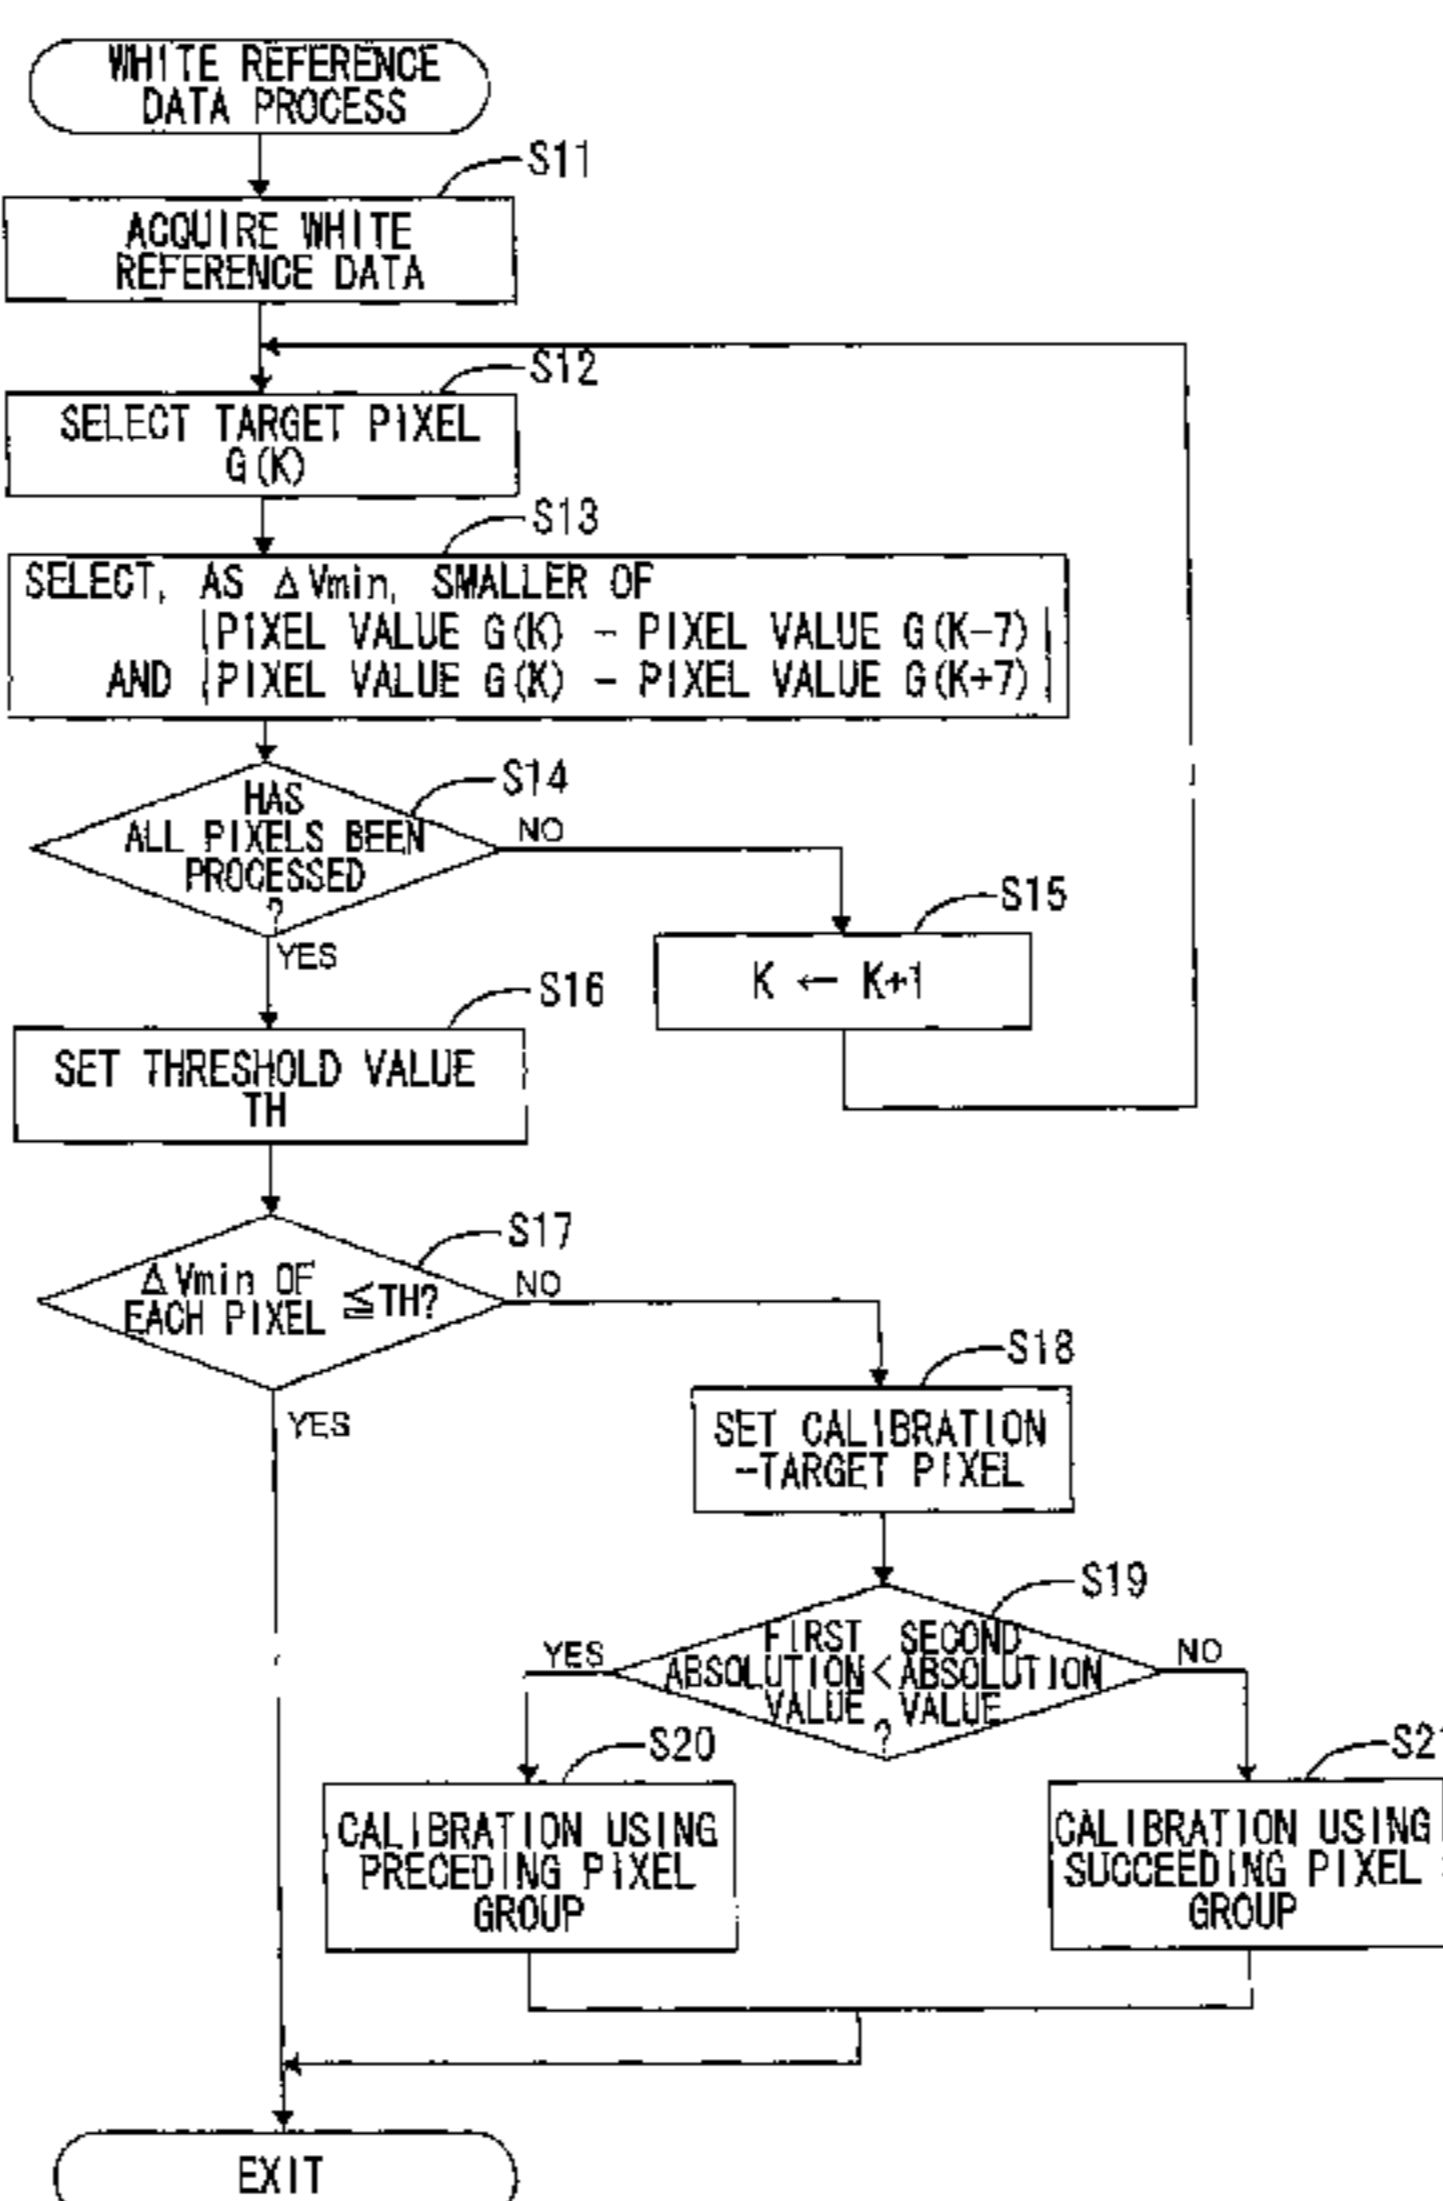 WHITE REFERENCE
DATA PROCESS
S11
ACQUIRE WHITE
REFERENCE DATA
S12
SELECT TARGET PIXEL
G(K)
S13
SELECT, AS ΔVmin, SMALLER OF
|PIXEL VALUE G(K) - PIXEL VALUE G(K-7)|
AND |PIXEL VALUE G(K) - PIXEL VALUE G(K+7)|
S14
HAS
ALL PIXELS BEEN
PROCESSED
?
NO
YES
S15
K ← K+1
S16
SET THRESHOLD VALUE
TH
S17
ΔVmin OF
EACH PIXEL ≦TH?
NO
YES
S18
SET CALIBRATION
-TARGET PIXEL
S19
FIRST SECOND
ABSOLUTION<ABSOLUTION
VALUE VALUE
?
YES
NO
S20
CALIBRATION USING
PRECEDING PIXEL
GROUP
S21
CALIBRATION USING
SUCCEEDING PIXEL
GROUP
EXIT